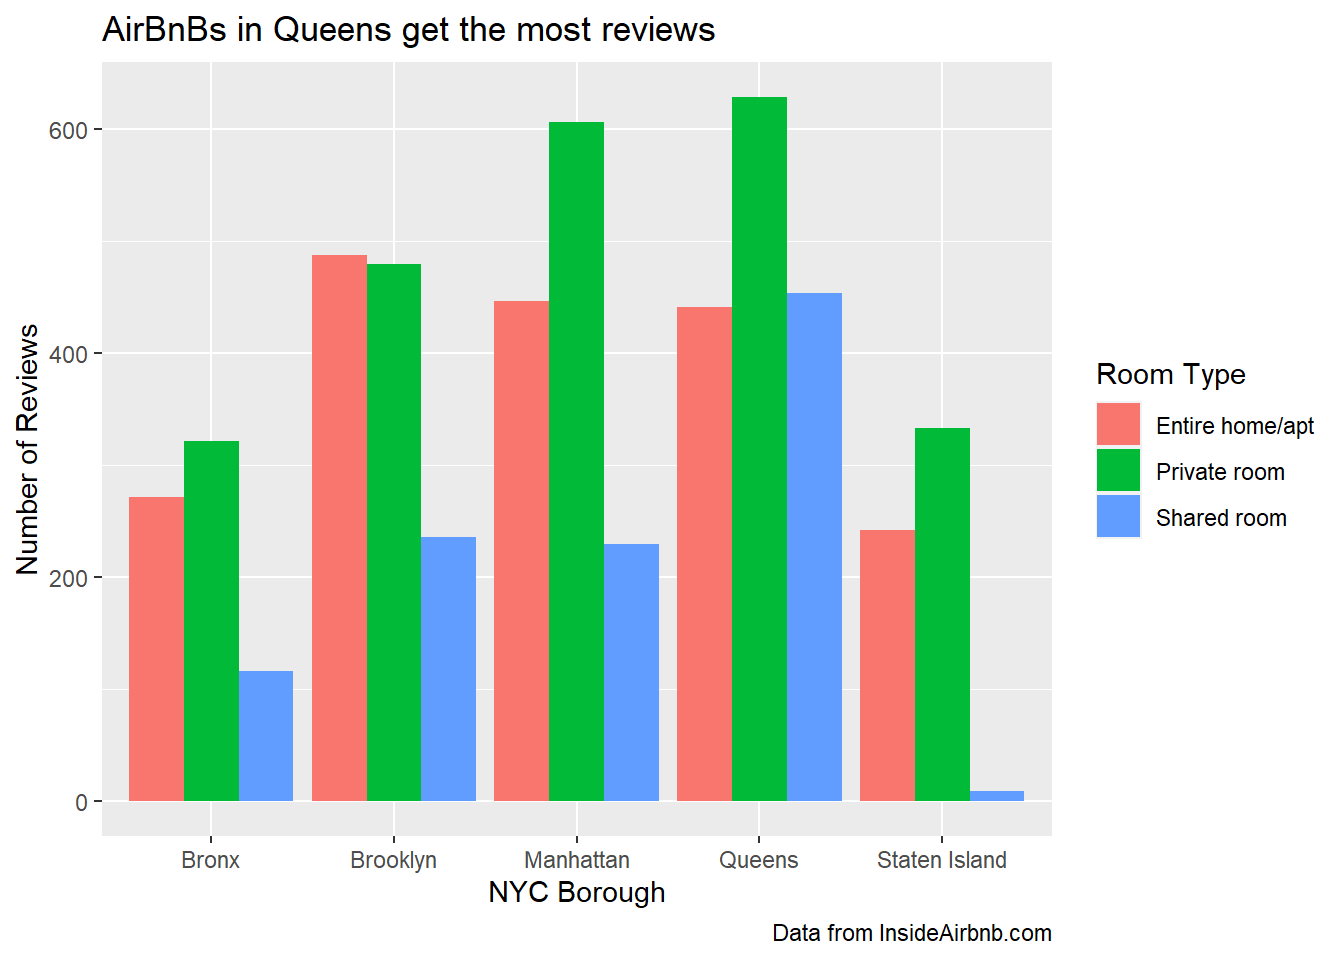 AirBnBs in Queens get the most reviews
Number of Reviews
600
400
200
0
Bronx
Brooklyn
Manhattan
Queens
Staten Island
NYC Borough
Room Type
Entire home/apt
Private room
Shared room
Data from InsideAirbnb.com